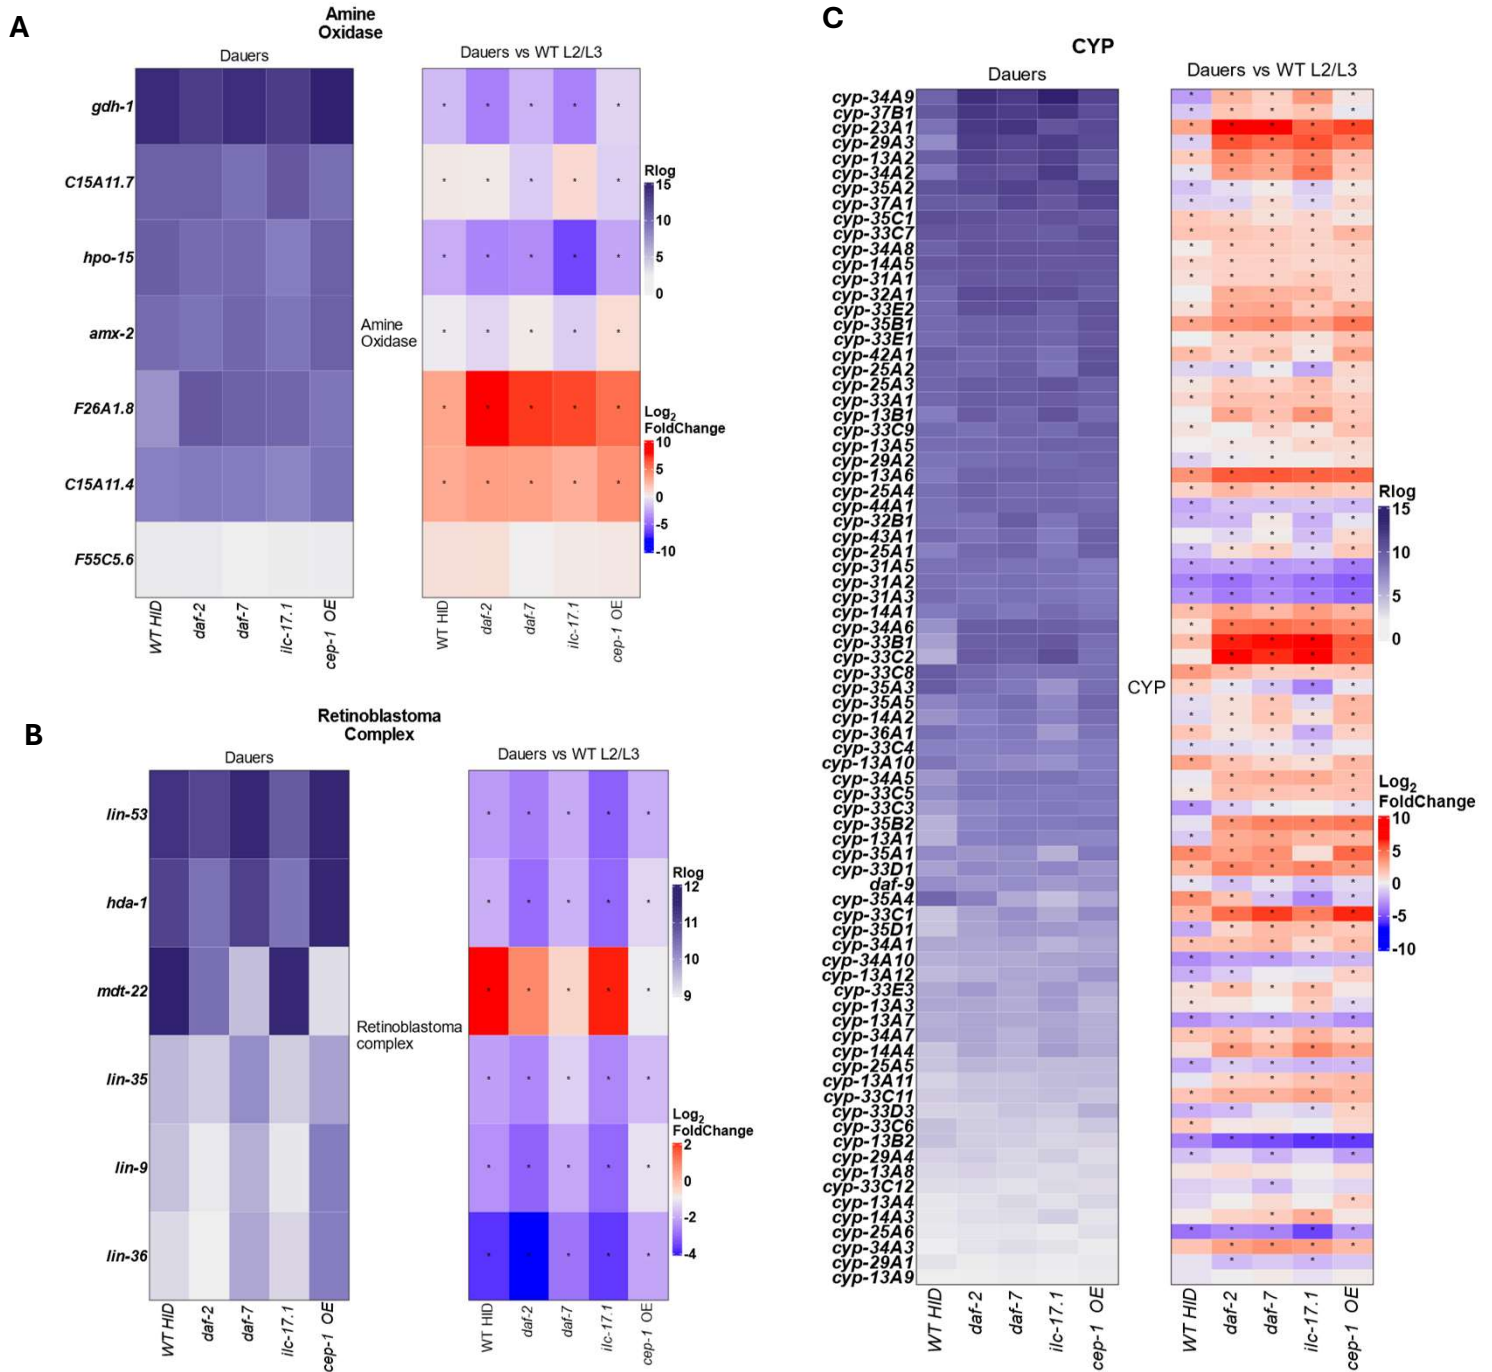 A
Amine
Oxidase
Dauers
Dauers vs WT L2/L3
gdh-1
C15A11.7
hpo-15
amx-2
F26A1.8
C15A11.4
F55C5.6
Amine
Oxidase
Rlog
15
10
5
0
Log2
FoldChange
10
5
0
-5
-10
WT HID
daf-2
daf-7
ilc-17.1
cep-1 OE
WT HID
daf-2
daf-7
ilc-17.1
cep-1 OE
B
Retinoblastoma
Complex
Dauers
Dauers vs WT L2/L3
lin-53
hda-1
mdt-22
lin-35
lin-9
lin-36
Retinoblastoma
complex
Rlog
12
11
10
9
Log2
FoldChange
2
0
-2
-4
WT HID
daf-2
daf-7
ilc-17.1
cep-1 OE
WT HID
daf-2
daf-7
ilc-17.1
cep-1 OE
C
CYP
Dauers
Dauers vs WT L2/L3
cyp-34A9
cyp-37B1
cyp-23A1
cyp-29A3
cyp-13A2
cyp-34A2
cyp-35A2
cyp-37A1
cyp-35C1
cyp-33C7
cyp-34A8
cyp-14A5
cyp-31A1
cyp-32A1
cyp-33E2
cyp-35B1
cyp-33E1
cyp-42A1
cyp-25A2
cyp-25A3
cyp-33A1
cyp-13B1
cyp-33C9
cyp-13A5
cyp-29A2
cyp-13A6
cyp-25A4
cyp-44A1
cyp-32B1
cyp-43A1
cyp-25A1
cyp-31A5
cyp-31A2
cyp-31A3
cyp-14A1
cyp-34A6
cyp-33B1
cyp-33C2
cyp-33C8
cyp-35A3
cyp-35A5
cyp-14A2
cyp-36A1
cyp-33C4
cyp-13A10
cyp-34A5
cyp-33C5
cyp-33C3
cyp-35B2
cyp-13A1
cyp-35A1
cyp-33D1
daf-9
cyp-35A4
cyp-33C1
cyp-35D1
cyp-34A1
cyp-34A10
cyp-13A12
cyp-33E3
cyp-13A3
cyp-13A7
cyp-34A7
cyp-14A4
cyp-25A5
cyp-13A11
cyp-33C11
cyp-33D3
cyp-33C6
cyp-13B2
cyp-29A4
cyp-13A8
cyp-33C12
cyp-13A4
cyp-14A3
cyp-25A6
cyp-34A3
cyp-29A1
cyp-13A9
CYP
Rlog
15
10
5
0
Log2
FoldChange
10
5
0
-5
-10
WT HID
daf-2
daf-7
ilc-17.1
cep-1 OE
WT HID
daf-2
daf-7
ilc-17.1
cep-1 OE